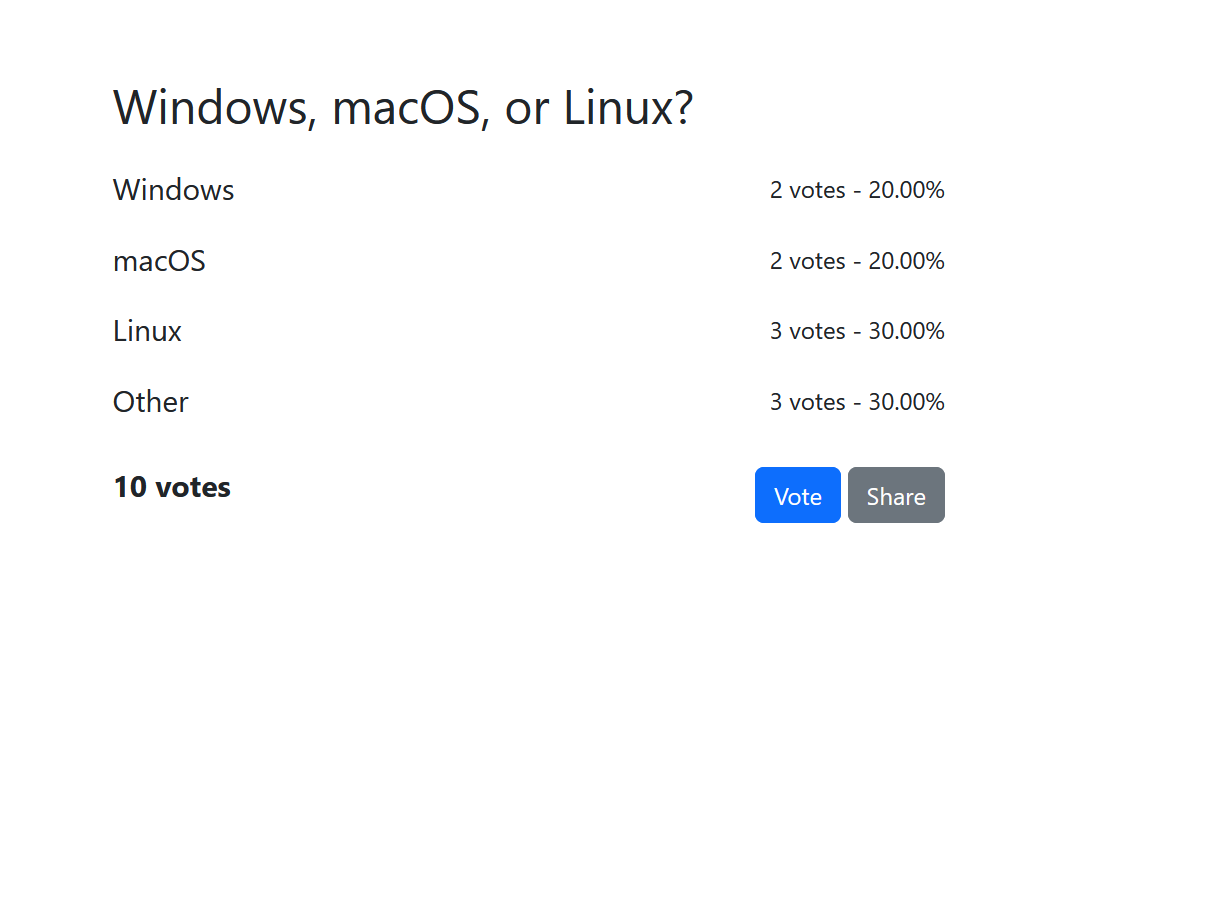 Windows, macOS, or Linux?
Windows 2 votes - 20.00%
macOS 2 votes - 20.00%
Linux 3 votes - 30.00%
Other 3 votes - 30.00%
10 votes Vote Share